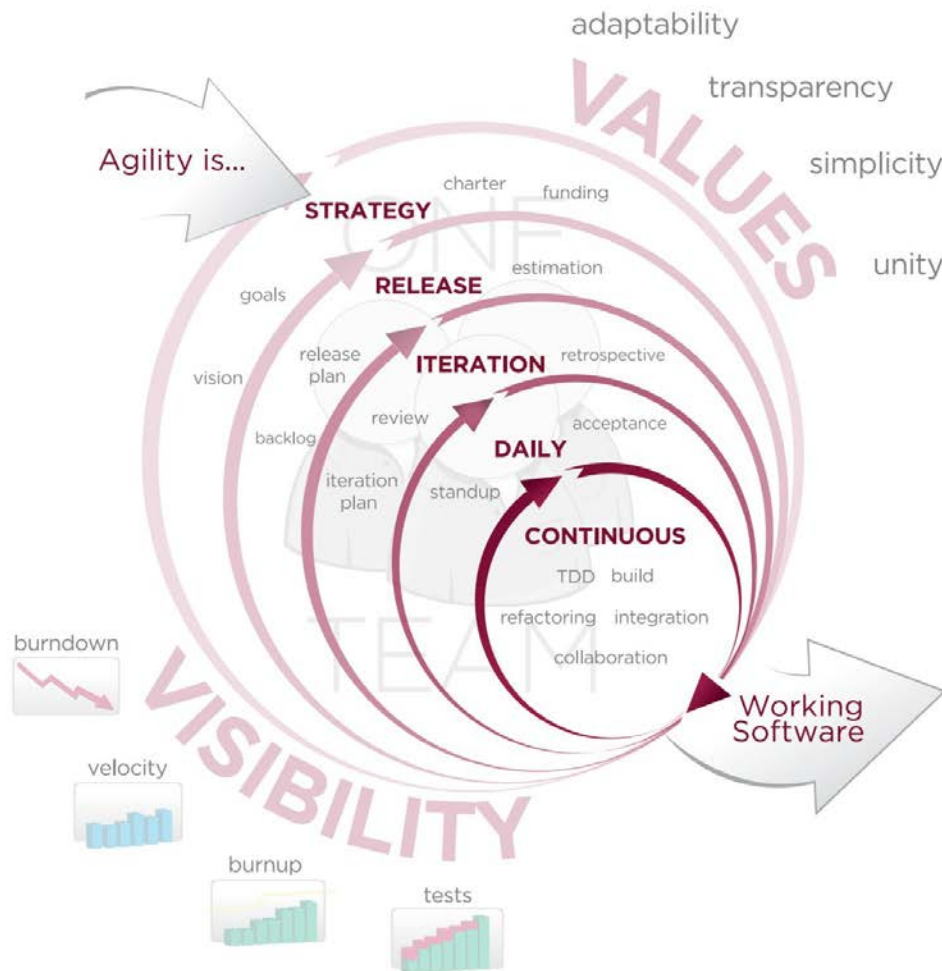 adaptability
transparency
simplicity
unity
VALUES
Agility is...
STRATEGY
charter
funding
ONE
goals
vision
RELEASE
estimation
release
plan
backlog
ITERATION
retrospective
review
iteration
plan
DAILY
acceptance
standup
CONTINUOUS
TDD build
refactoring integration
collaboration
TEAM
Working
Software
VISIBILITY
burndown
velocity
burnup
tests